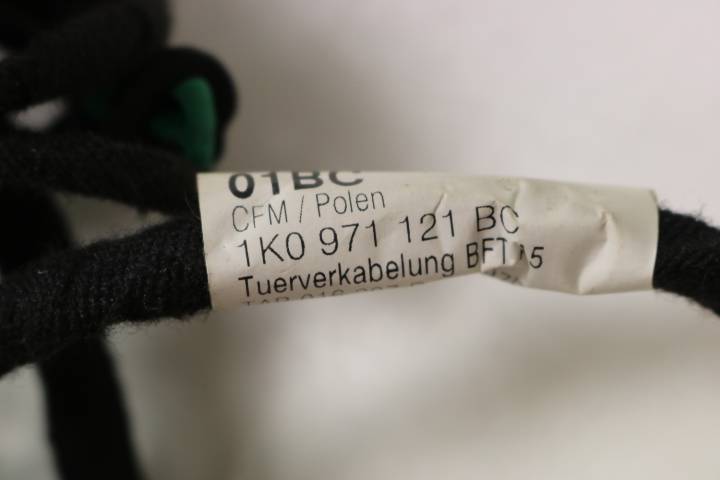 01BC
CFM / Polen
1K0 971 121 BC
Tuerverkabelung BFT